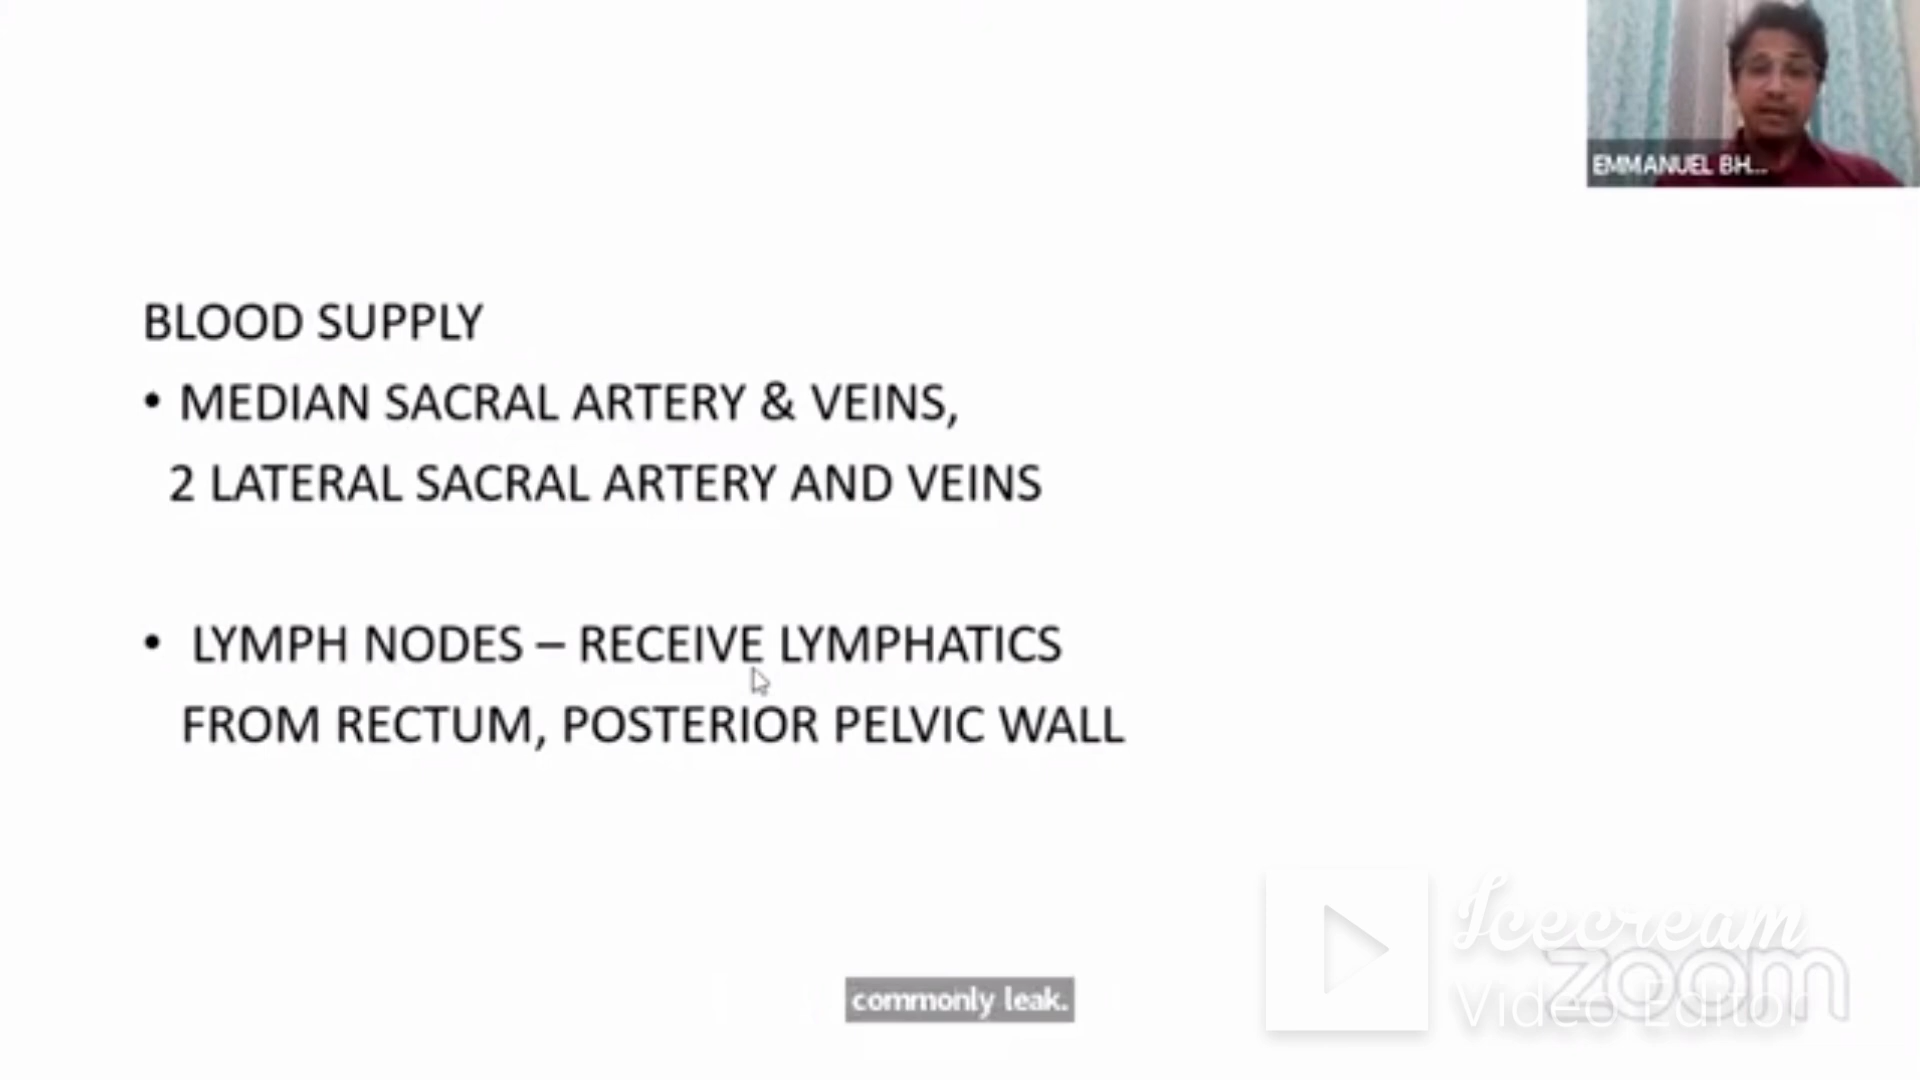 EMMANUEL BH...
BLOOD SUPPLY
• MEDIAN SACRAL ARTERY & VEINS,
2 LATERAL SACRAL ARTERY AND VEINS
• LYMPH NODES – RECEIVE LYMPHATICS
FROM RECTUM, POSTERIOR PELVIC WALL
Icecream
zoom
Video Editor
commonly leak.